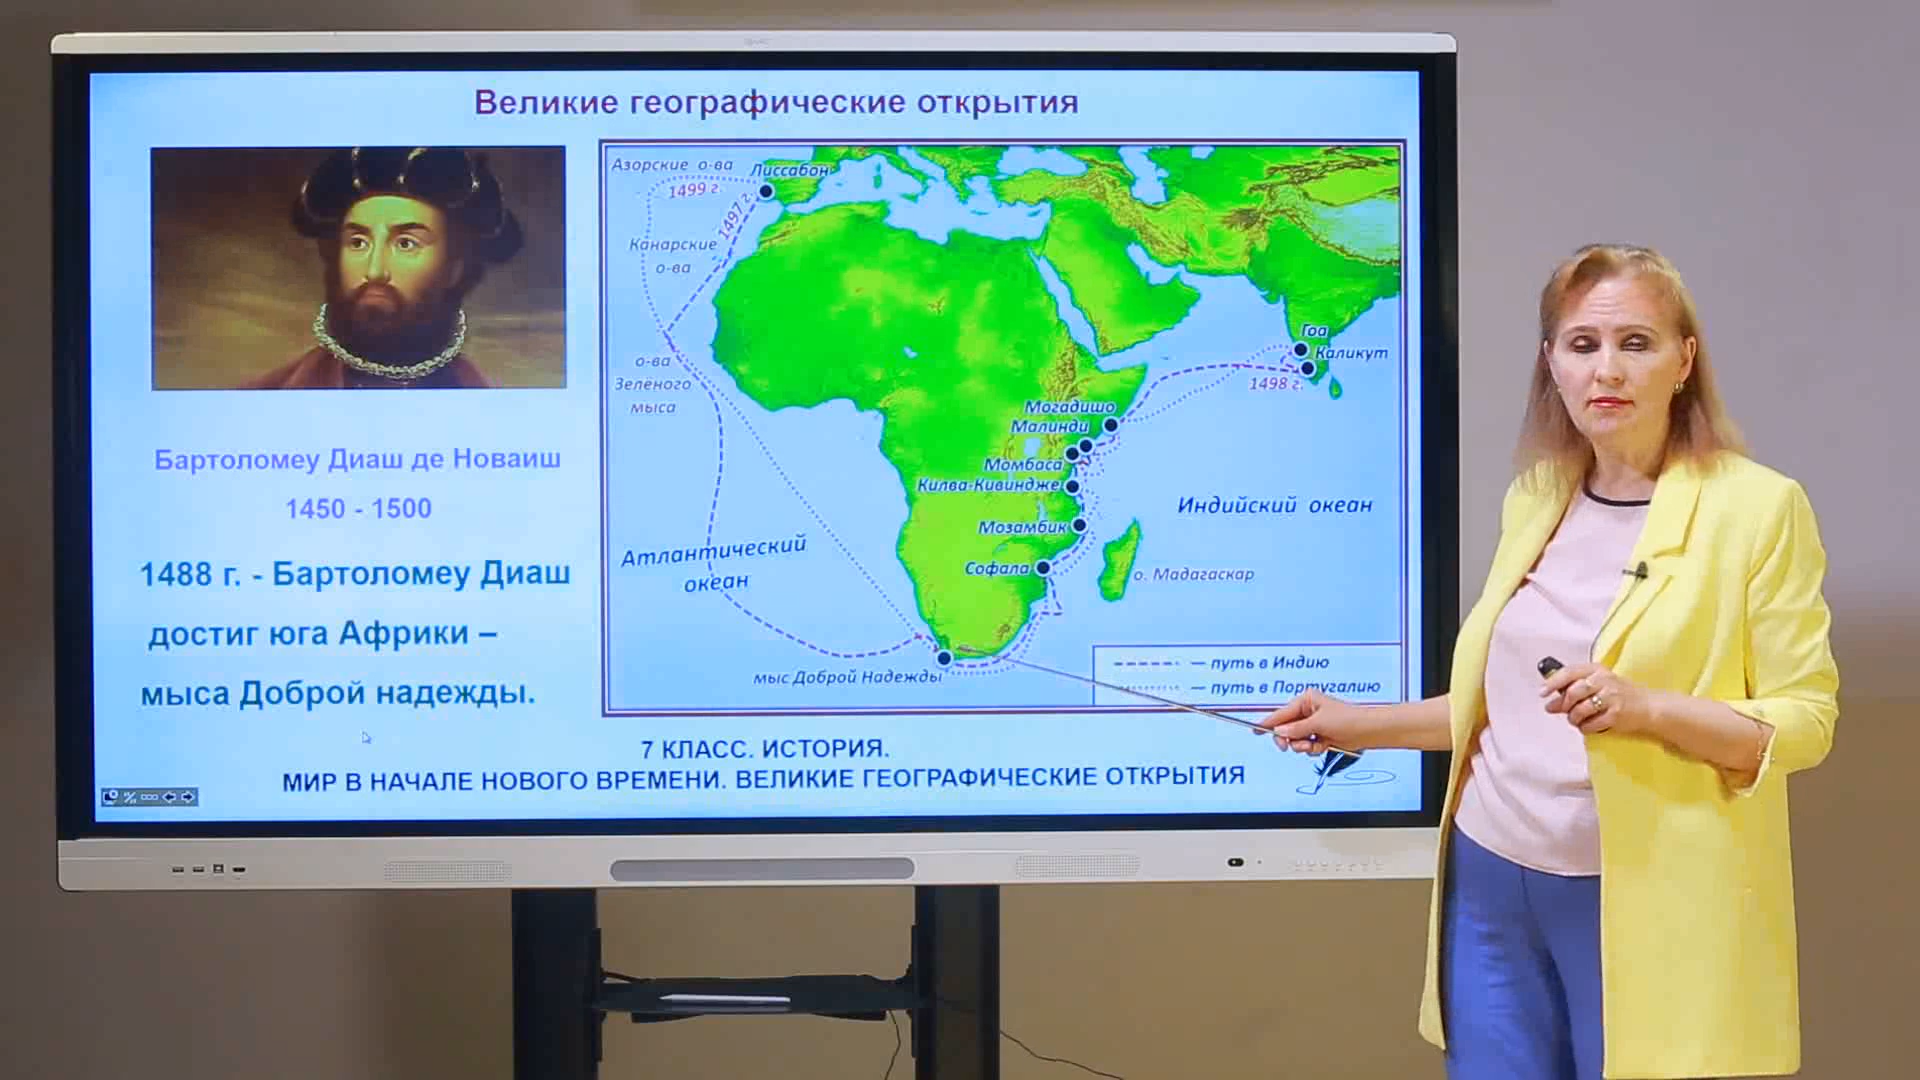 Великие географические открытия
Бартоломеу Диаш де Новаиш
1450 - 1500
1488 г. - Бартоломеу Диаш
достиг юга Африки –
мыса Доброй надежды.
Азорские о-ва
Лиссабон
1499 г.
1497 г.
Канарские
о-ва
о-ва
Зелёного
мыса
Гоа
Каликут
1498 г.
Могадишо
Малинди
Момбаса
Килва-Кивиндже
Мозамбик
Софала
Индийский океан
Атлантический
океан
о. Мадагаскар
мыс Доброй Надежды
— путь в Индию
— путь в Португалию
7 КЛАСС. ИСТОРИЯ.
МИР В НАЧАЛЕ НОВОГО ВРЕМЕНИ. ВЕЛИКИЕ ГЕОГРАФИЧЕСКИЕ ОТКРЫТИЯ